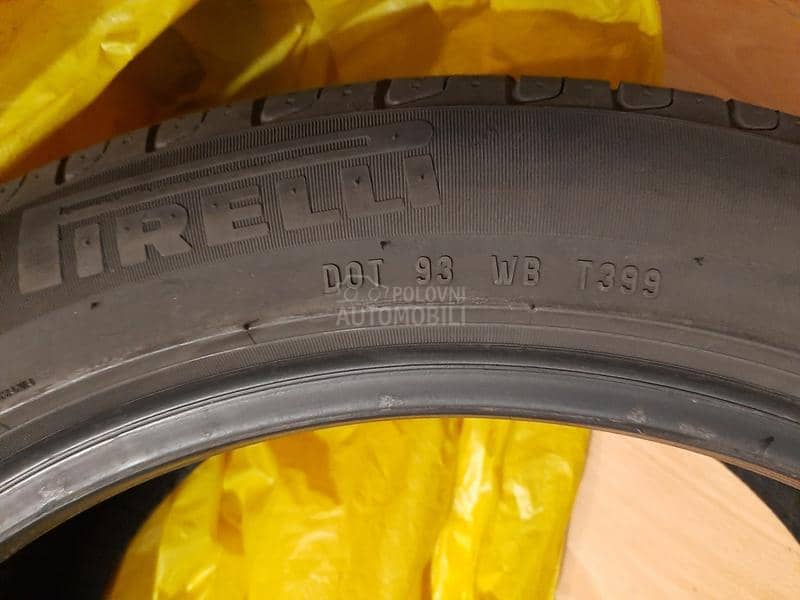 PIRELLI
DOT 93 WB T399
POLOVNI
AUTOMOBILI